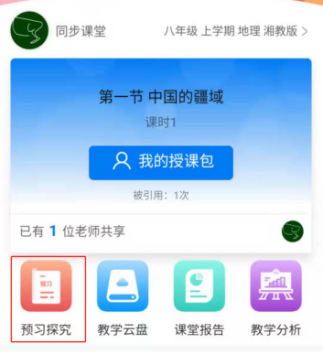 同步课堂
八年级 上学期 地理 湘教版 >
第一节 中国的疆域
课时1
我的授课包
被引用：1次
已有 1 位老师共享
预习
预习探究
教学云盘
课堂报告
教学分析